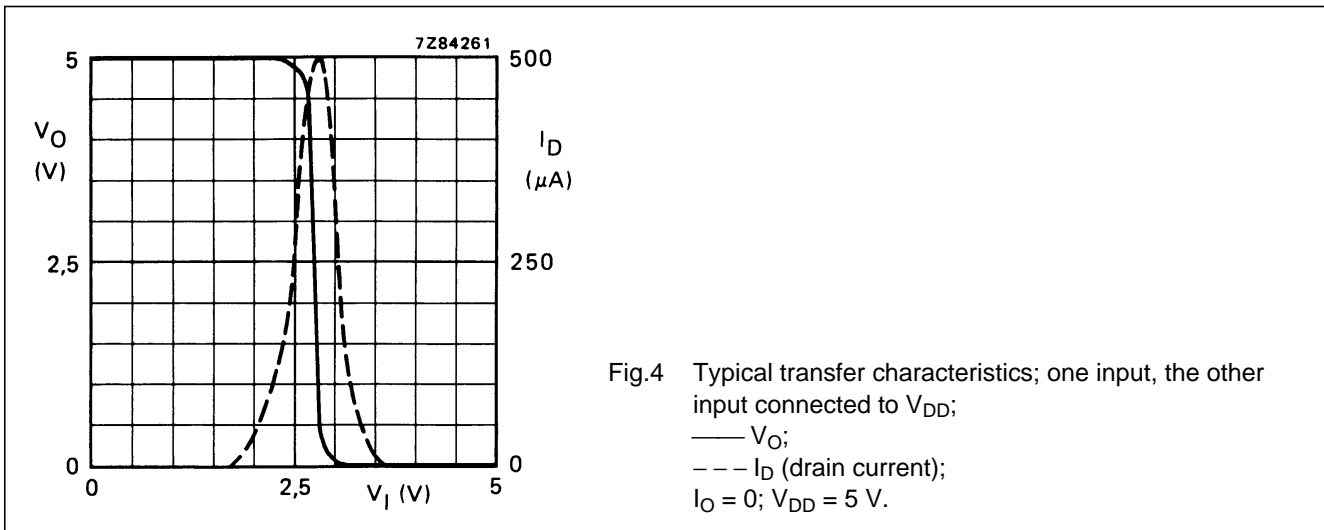 7Z84261
5
500
V_O
(V)
I_D
(μA)
2,5
250
0
0
0
2,5
V_I (V)
5
Fig.4 Typical transfer characteristics; one input, the other
input connected to V_DD;
—— V_O;
– – – I_D (drain current);
I_O = 0; V_DD = 5 V.